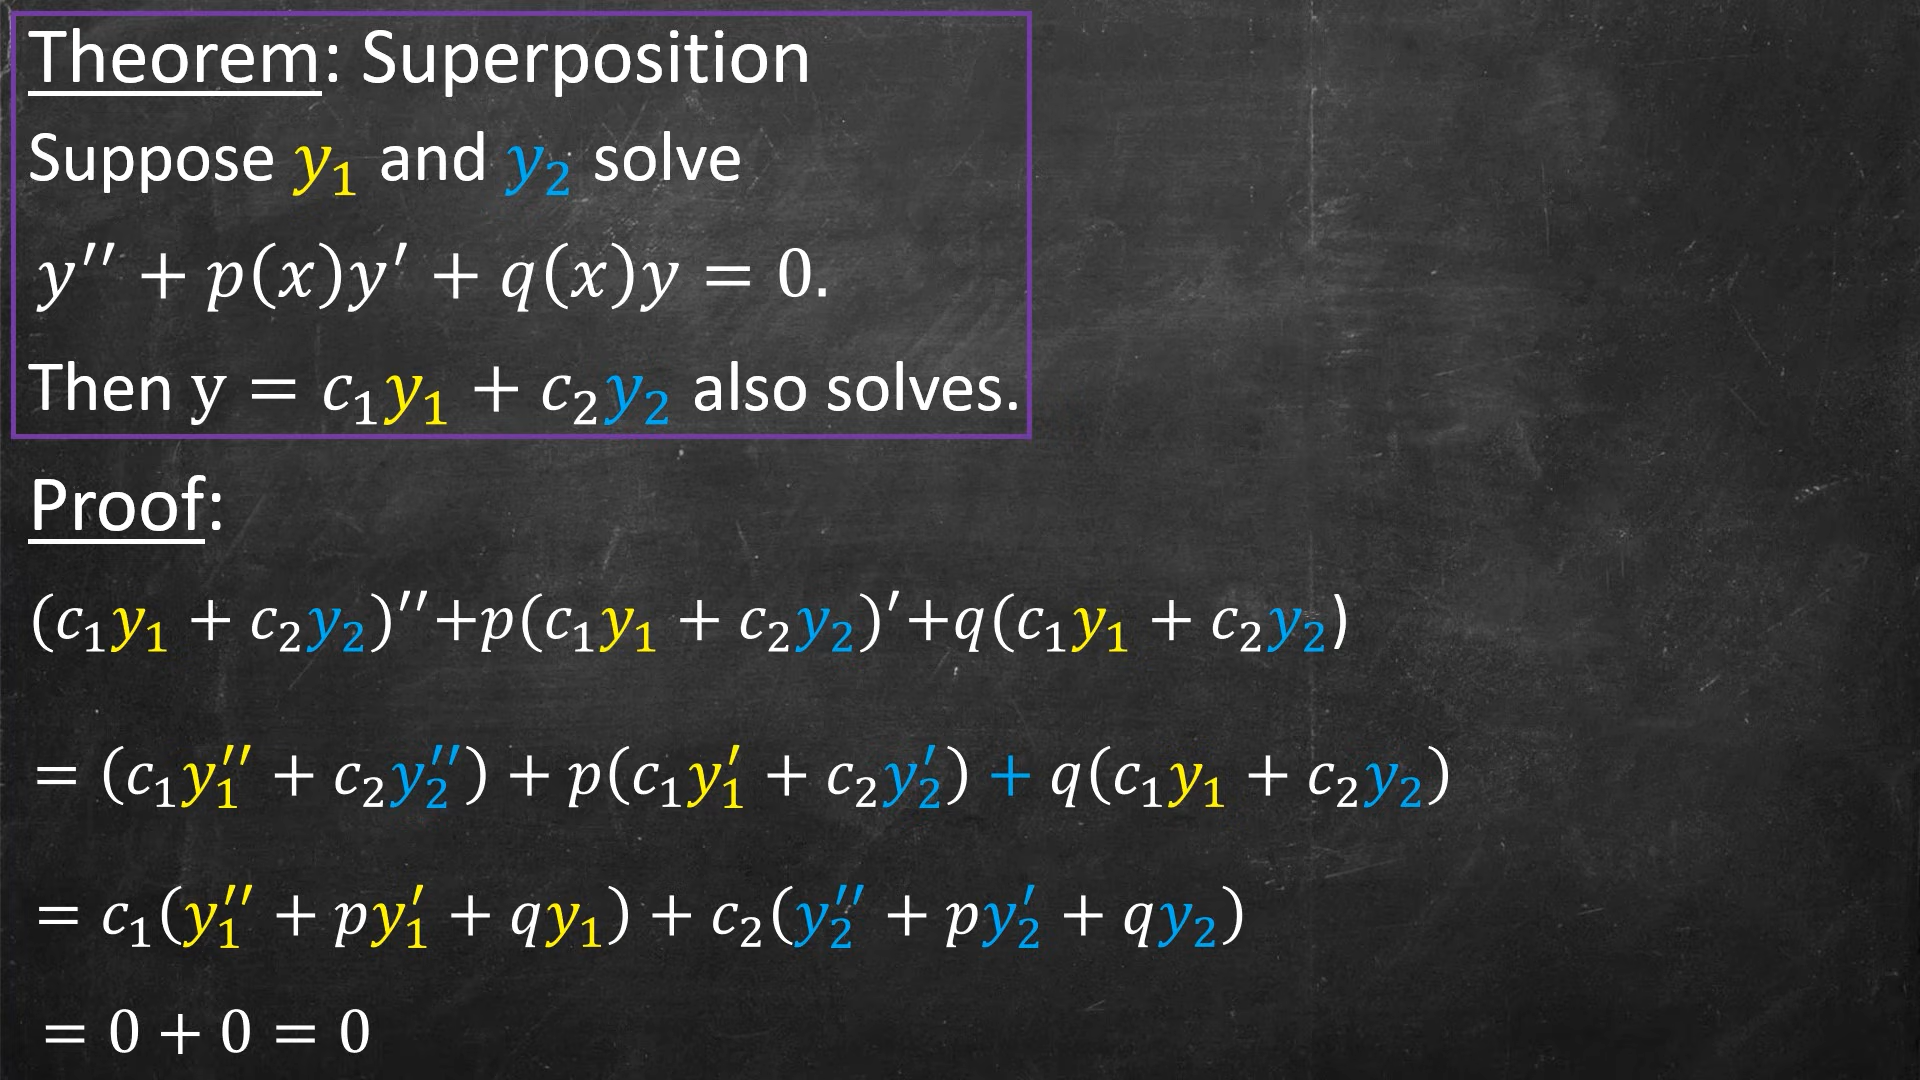 Theorem: Superposition
Suppose y₁ and y₂ solve
y′′ + p(x)y′ + q(x)y = 0.
Then y = c₁y₁ + c₂y₂ also solves.
Proof:
(c₁y₁ + c₂y₂)′′+p(c₁y₁ + c₂y₂)′+q(c₁y₁ + c₂y₂)
= (c₁y₁′′ + c₂y₂′′) + p(c₁y₁′ + c₂y₂′) + q(c₁y₁ + c₂y₂)
= c₁(y₁′′ + py₁′ + qy₁) + c₂(y₂′′ + py₂′ + qy₂)
= 0 + 0 = 0